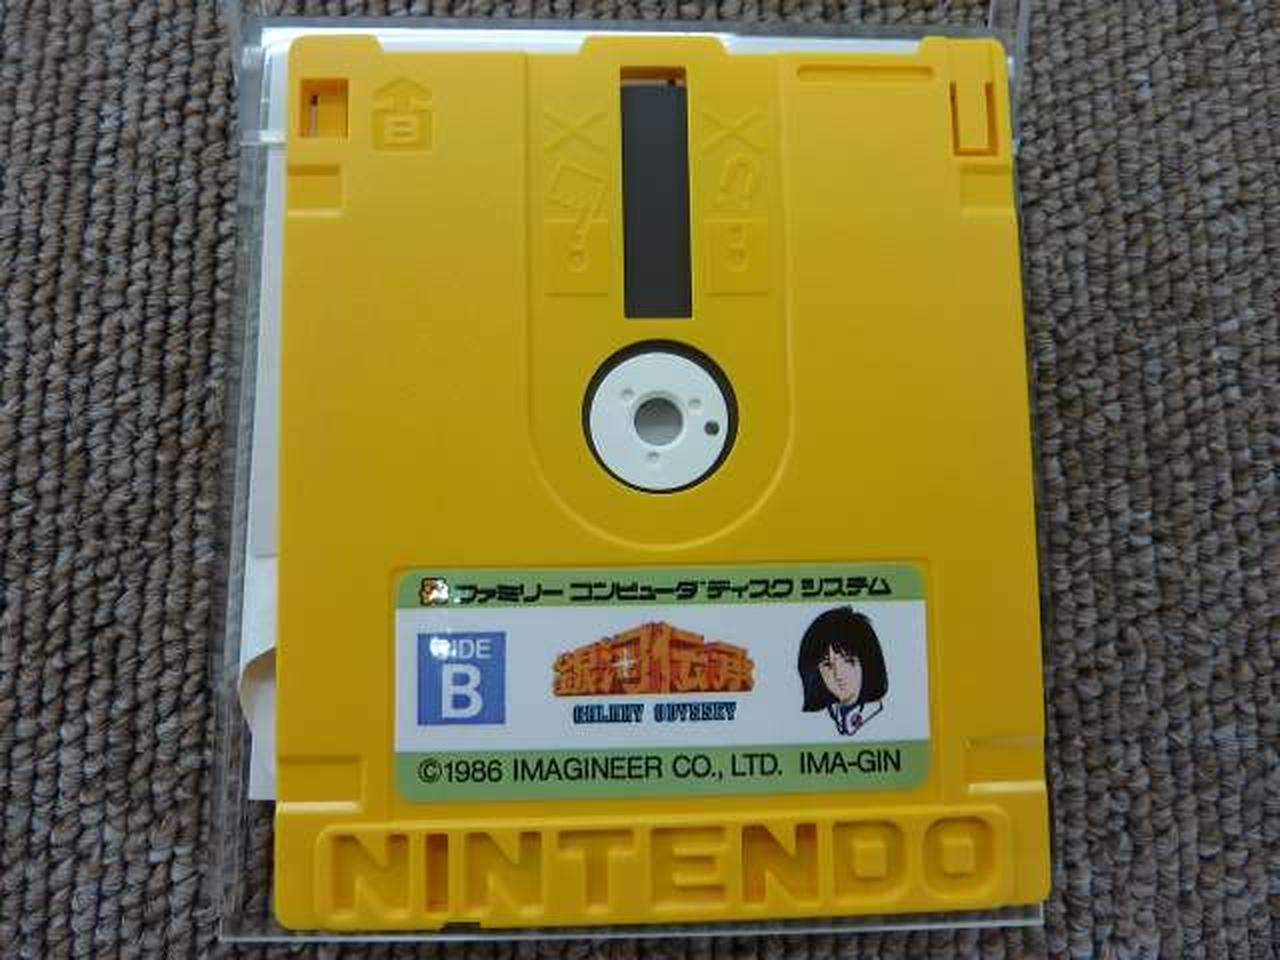 B
ファミリー コンピュータ ディスク システム
SIDE
B
銀河伝承
GALAXY ODYSSEY
©1986 IMAGINEER CO., LTD. IMA-GIN
NINTENDO